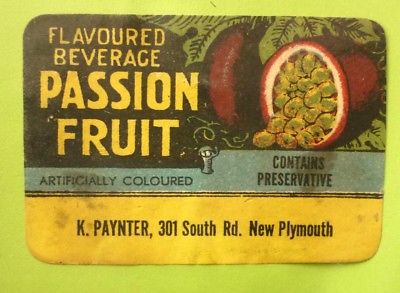 FLAVOURED
BEVERAGE
PASSION
FRUIT
ARTIFICIALLY COLOURED
CONTAINS
PRESERVATIVE
K. PAYNTER, 301 South Rd. New Plymouth